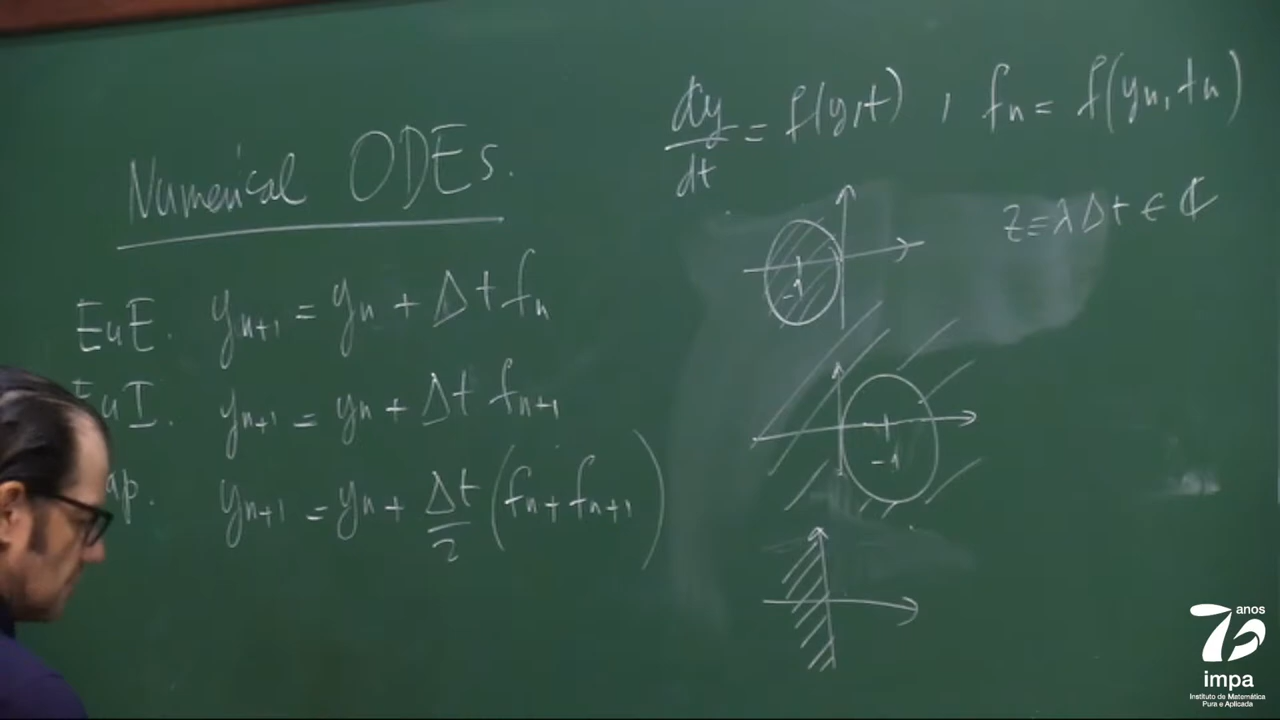 Numerical ODEs.
dy/dt = f(y,t) , fn = f(yn, tn)
z = λΔt ∈ ℂ
EuE. yn+1 = yn + Δt fn
-1
uI. yn+1 = yn + Δt fn+1
-1
ap. yn+1 = yn + Δt/2 (fn + fn+1)
75 anos
impa
Instituto de Matemática
Pura e Aplicada